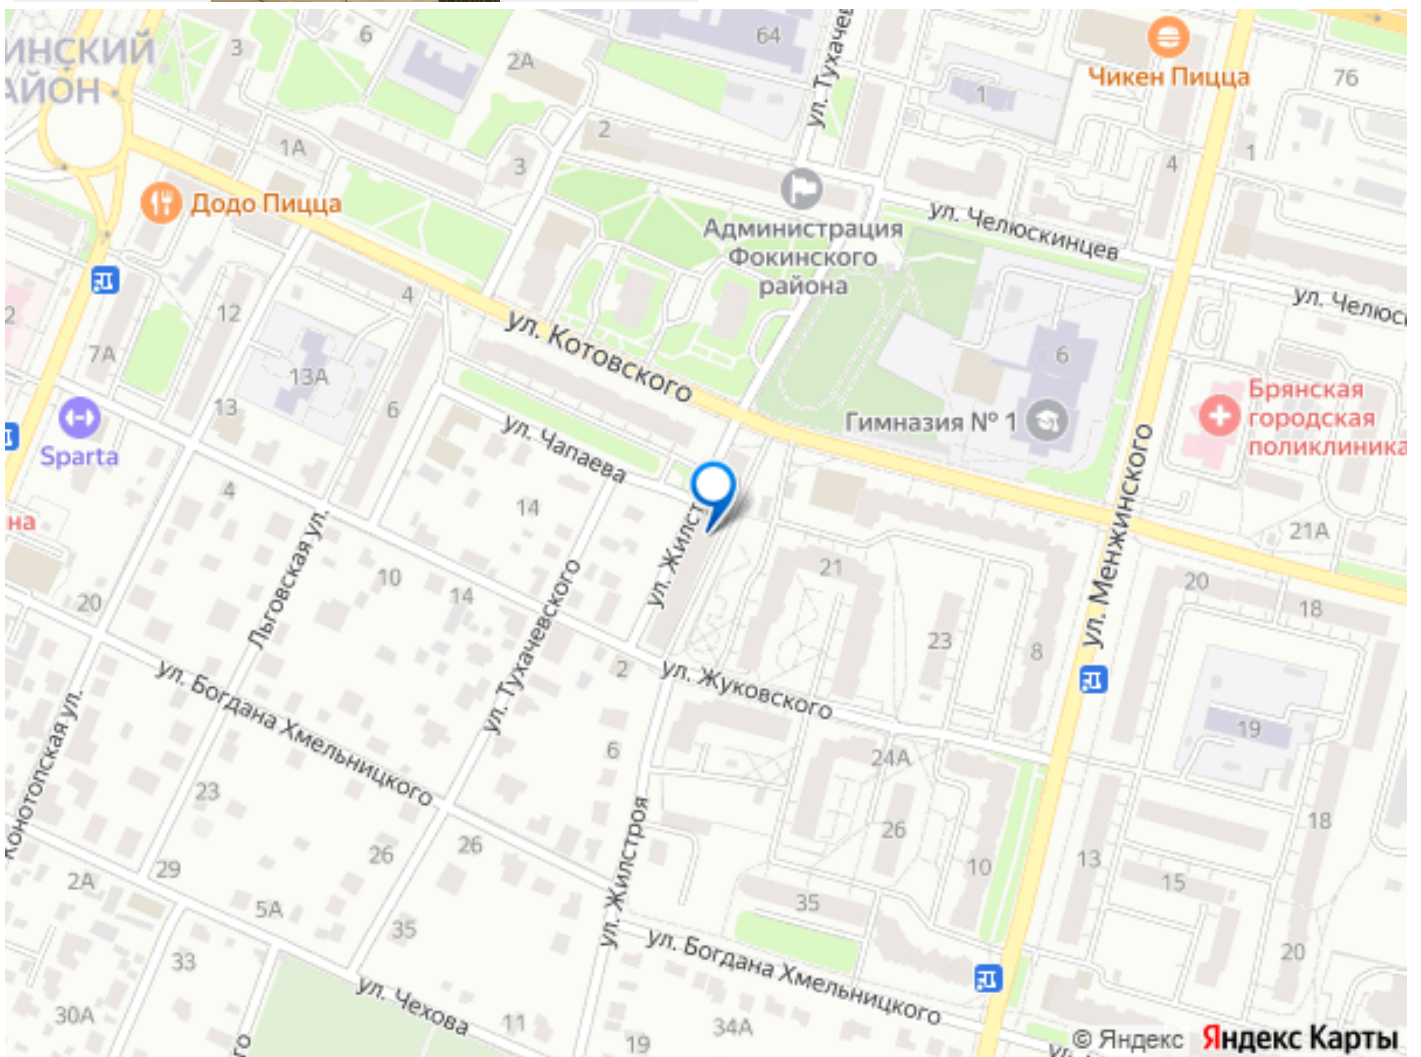 ИНСКИЙ
АЙОН
3
6
2А
64
ул. Тухачев
Чикен Пицца
1
76
1А
3
2
4
1
Додо Пицца
Администрация
Фокинского
района
ул. Челюскинцев
ул. Челюс
2
12
4
ул. Котовского
7А
13А
6
6
13
Гимназия № 1
Брянская
городская
поликлиника
Sparta
ул. Чапаева
4
14
на
ул. Жилст
21А
Льговская ул.
10
14
21
20
18
20
ул. Тухачевского
23
8
ул. Менжинского
2
ул. Жуковского
ул. Богдана Хмельницкого
Конотопская ул.
6
24А
19
23
26
18
29
26
26
ул. Жилстроя
10
13
15
2А
5А
35
35
33
20
ул. Богдана Хмельницкого
ул. Чехова
30А
11
19
34А
© Яндекс Яндекс Карты